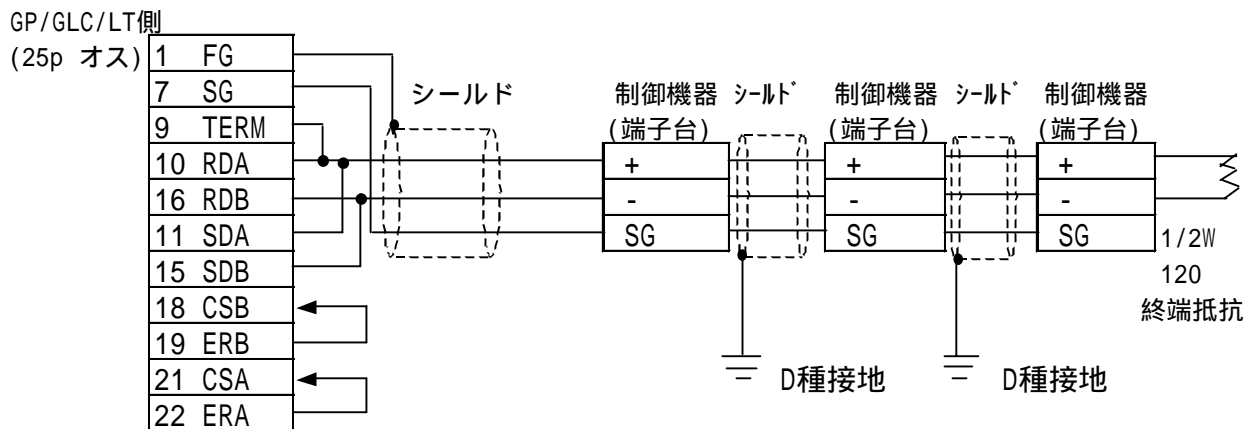 GP/GLC/LT側
(25p オス)
1 FG
7 SG
9 TERM
10 RDA
16 RDB
11 SDA
15 SDB
18 CSB
19 ERB
21 CSA
22 ERA
シールド
制御機器
(端子台)
+
-
SG
シールド
制御機器
(端子台)
+
-
SG
シールド
制御機器
(端子台)
+
-
SG
1/2W
120
終端抵抗
D種接地
D種接地